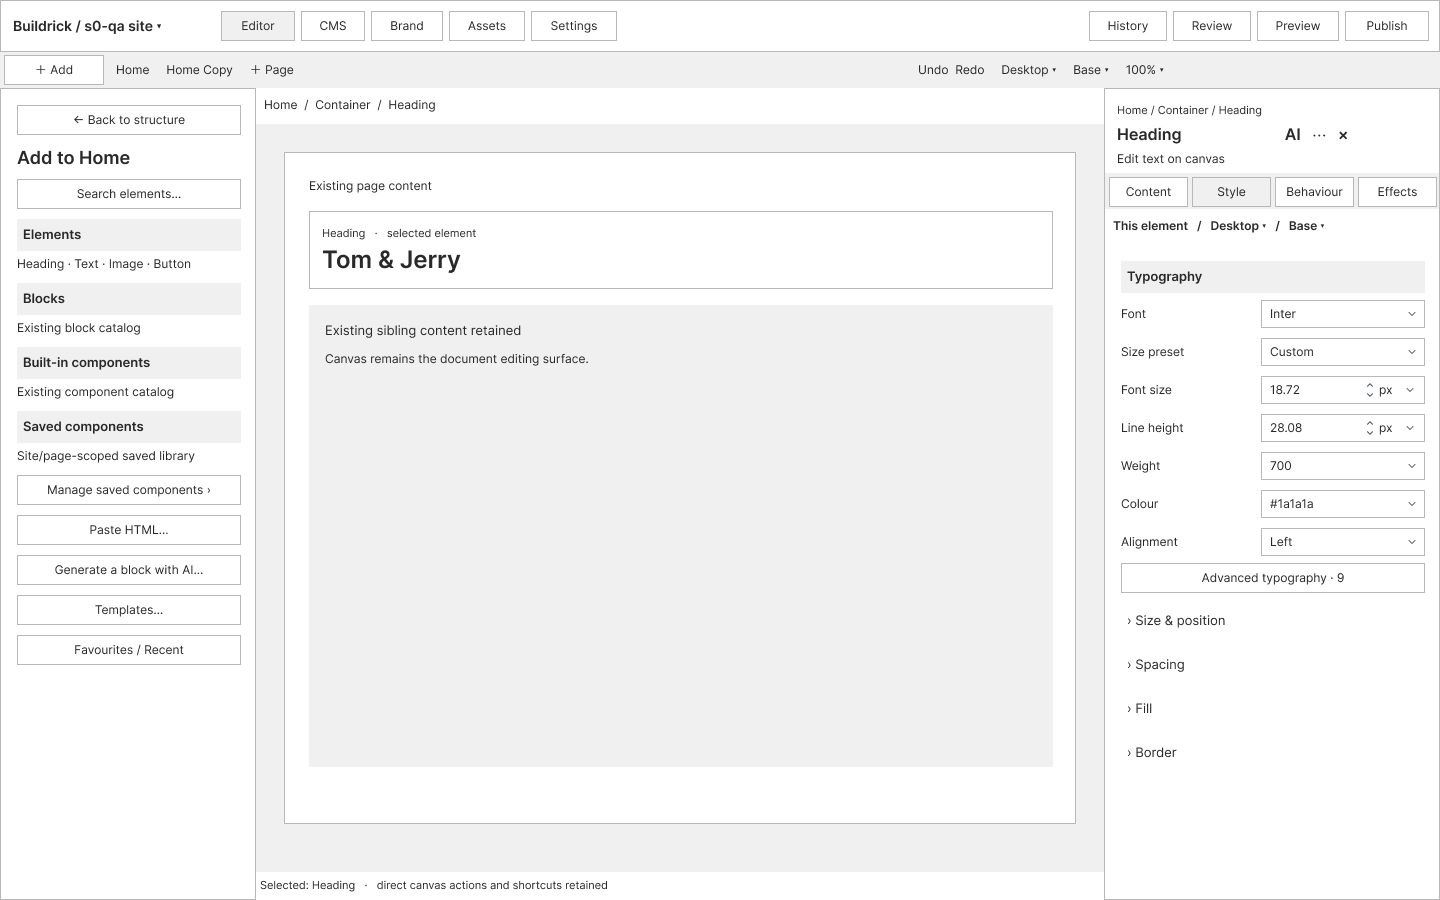 Buildrick / s0-qa site ▾
Editor
CMS
Brand
Assets
Settings
History
Review
Preview
Publish
+ Add
Home
Home Copy
+ Page
Undo Redo
Desktop ▾
Base ▾
100% ▾
← Back to structure
Add to Home
Search elements...
Elements
Heading · Text · Image · Button
Blocks
Existing block catalog
Built-in components
Existing component catalog
Saved components
Site/page-scoped saved library
Manage saved components ›
Paste HTML...
Generate a block with AI...
Templates...
Favourites / Recent
Home / Container / Heading
Existing page content
Heading · selected element
Tom & Jerry
Existing sibling content retained
Canvas remains the document editing surface.
Selected: Heading · direct canvas actions and shortcuts retained
Home / Container / Heading
Heading AI ··· ×
Edit text on canvas
Content
Style
Behaviour
Effects
This element / Desktop ▾ / Base ▾
Typography
Font Inter
Size preset Custom
Font size 18.72 px
Line height 28.08 px
Weight 700
Colour #1a1a1a
Alignment Left
Advanced typography · 9
› Size & position
› Spacing
› Fill
› Border